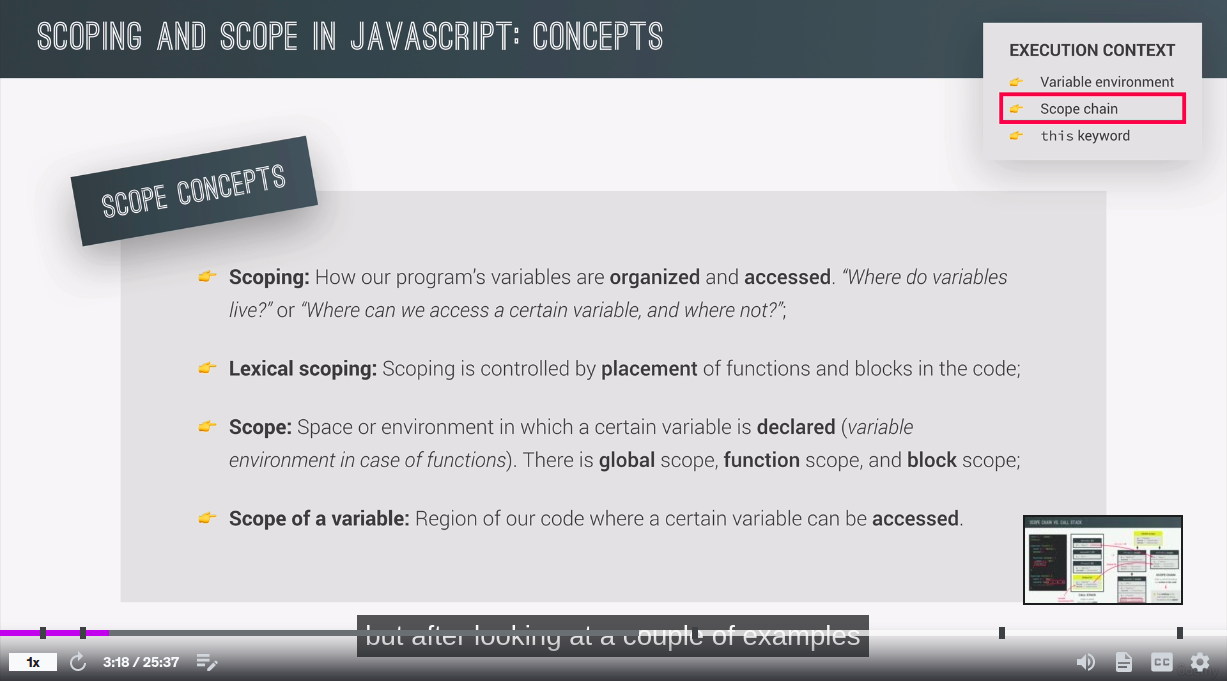 SCOPING AND SCOPE IN JAVASCRIPT: CONCEPTS
EXECUTION CONTEXT
👉 Variable environment
👉 Scope chain
👉 this keyword
SCOPE CONCEPTS
👉 Scoping: How our program’s variables are organized and accessed. “Where do variables
live?” or “Where can we access a certain variable, and where not?”;
👉 Lexical scoping: Scoping is controlled by placement of functions and blocks in the code;
👉 Scope: Space or environment in which a certain variable is declared (variable
environment in case of functions). There is global scope, function scope, and block scope;
👉 Scope of a variable: Region of our code where a certain variable can be accessed.
SCOPE CHAIN VS. CALL STACK
but after looking at a couple of examples
1x
3:18 / 25:37
CC